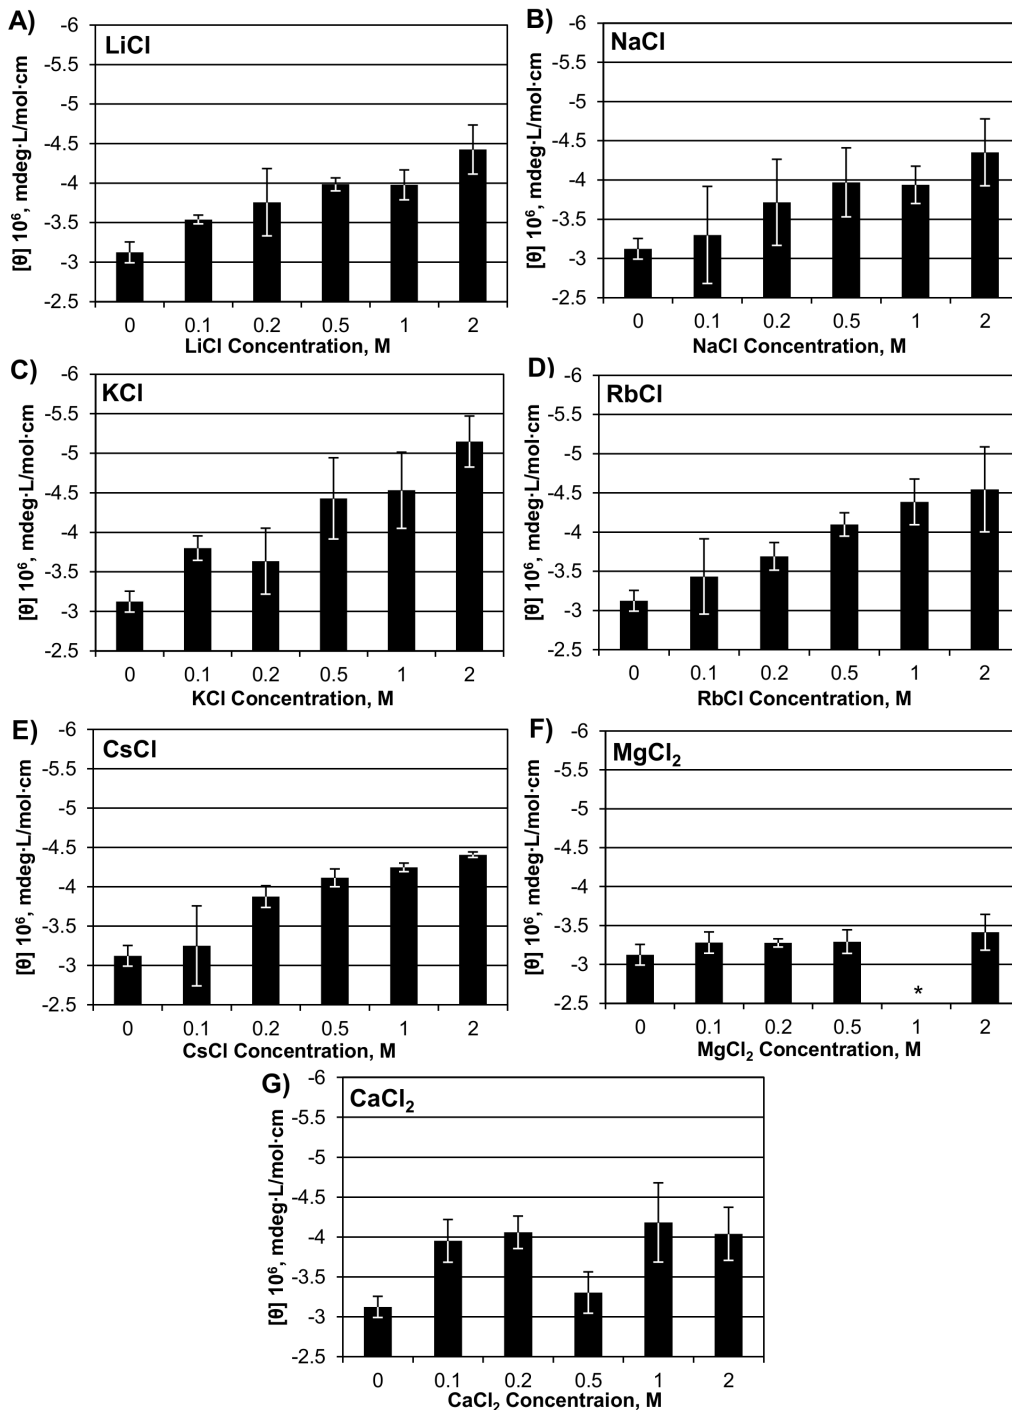 A)
LiCl
[θ] 10⁶, mdeg·L/mol·cm
-6
-5.5
-5
-4.5
-4
-3.5
-3
-2.5
0 0.1 0.2 0.5 1 2
LiCl Concentration, M
B)
NaCl
[θ] 10⁶, mdeg·L/mol·cm
-6
-5.5
-5
-4.5
-4
-3.5
-3
-2.5
0 0.1 0.2 0.5 1 2
NaCl Concentration, M
C)
KCl
[θ] 10⁶, mdeg·L/mol·cm
-6
-5.5
-5
-4.5
-4
-3.5
-3
-2.5
0 0.1 0.2 0.5 1 2
KCl Concentration, M
D)
RbCl
[θ] 10⁶, mdeg·L/mol·cm
-6
-5.5
-5
-4.5
-4
-3.5
-3
-2.5
0 0.1 0.2 0.5 1 2
RbCl Concentration, M
E)
CsCl
[θ] 10⁶, mdeg·L/mol·cm
-6
-5.5
-5
-4.5
-4
-3.5
-3
-2.5
0 0.1 0.2 0.5 1 2
CsCl Concentration, M
F)
MgCl₂
[θ] 10⁶, mdeg·L/mol·cm
-6
-5.5
-5
-4.5
-4
-3.5
-3
-2.5
*
0 0.1 0.2 0.5 1 2
MgCl₂ Concentration, M
G)
CaCl₂
[θ] 10⁶, mdeg·L/mol·cm
-6
-5.5
-5
-4.5
-4
-3.5
-3
-2.5
0 0.1 0.2 0.5 1 2
CaCl₂ Concentraion, M